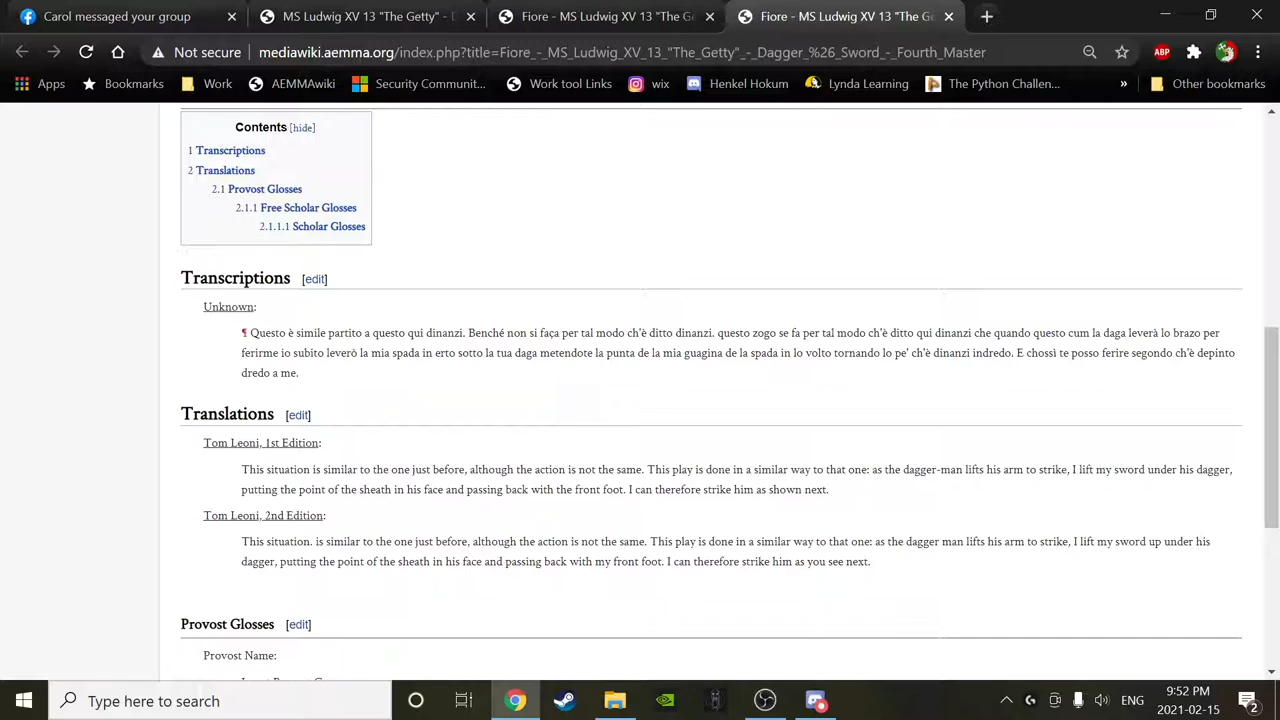 Carol messaged your group
MS Ludwig XV 13 "The Getty" - D
Fiore - MS Ludwig XV 13 "The Ge
Fiore - MS Ludwig XV 13 "The Ge
Not secure
mediawiki.aemma.org/index.php?title=Fiore_-_MS_Ludwig_XV_13_"The_Getty"_-_Dagger_%26_Sword_-_Fourth_Master
ABP
Apps
Bookmarks
Work
AEMMAwiki
Security Communit...
Work tool Links
wix
Henkel Hokum
Lynda Learning
The Python Challen...
»
Other bookmarks
Contents [hide]
1 Transcriptions
2 Translations
2.1 Provost Glosses
2.1.1 Free Scholar Glosses
2.1.1.1 Scholar Glosses
Transcriptions [edit]
Unknown:
¶ Questo è simile partito a questo qui dinanzi. Benché non si faça per tal modo ch'è ditto dinanzi. questo zogo se fa per tal modo ch'è ditto qui dinanzi che quando questo cum la daga leverà lo brazo per
ferirme io subito leverò la mia spada in erto sotto la tua daga metendote la punta de la mia guagina de la spada in lo volto tornando lo pe' ch'è dinanzi indredo. E chossì te posso ferire segondo ch'è depinto
dredo a me.
Translations [edit]
Tom Leoni, 1st Edition:
This situation is similar to the one just before, although the action is not the same. This play is done in a similar way to that one: as the dagger-man lifts his arm to strike, I lift my sword under his dagger,
putting the point of the sheath in his face and passing back with the front foot. I can therefore strike him as shown next.
Tom Leoni, 2nd Edition:
This situation. is similar to the one just before, although the action is not the same. This play is done in a similar way to that one: as the dagger man lifts his arm to strike, I lift my sword up under his
dagger, putting the point of the sheath in his face and passing back with my front foot. I can therefore strike him as you see next.
Provost Glosses [edit]
Provost Name:
Type here to search
ENG
9:52 PM
2021-02-15
2